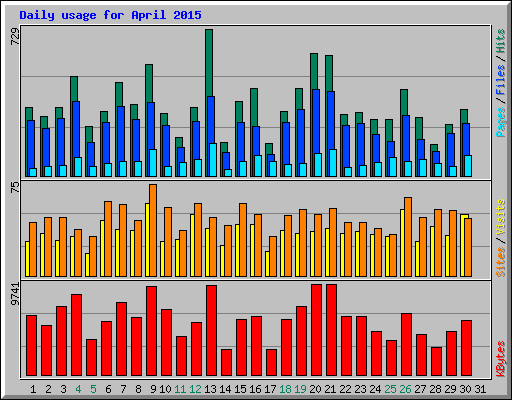 Daily usage for April 2015
729
75
9741
Pages / Files / Hits
Sites / Visits
KBytes
1 2 3 4 5 6 7 8 9 10 11 12 13 14 15 16 17 18 19 20 21 22 23 24 25 26 27 28 29 30 31